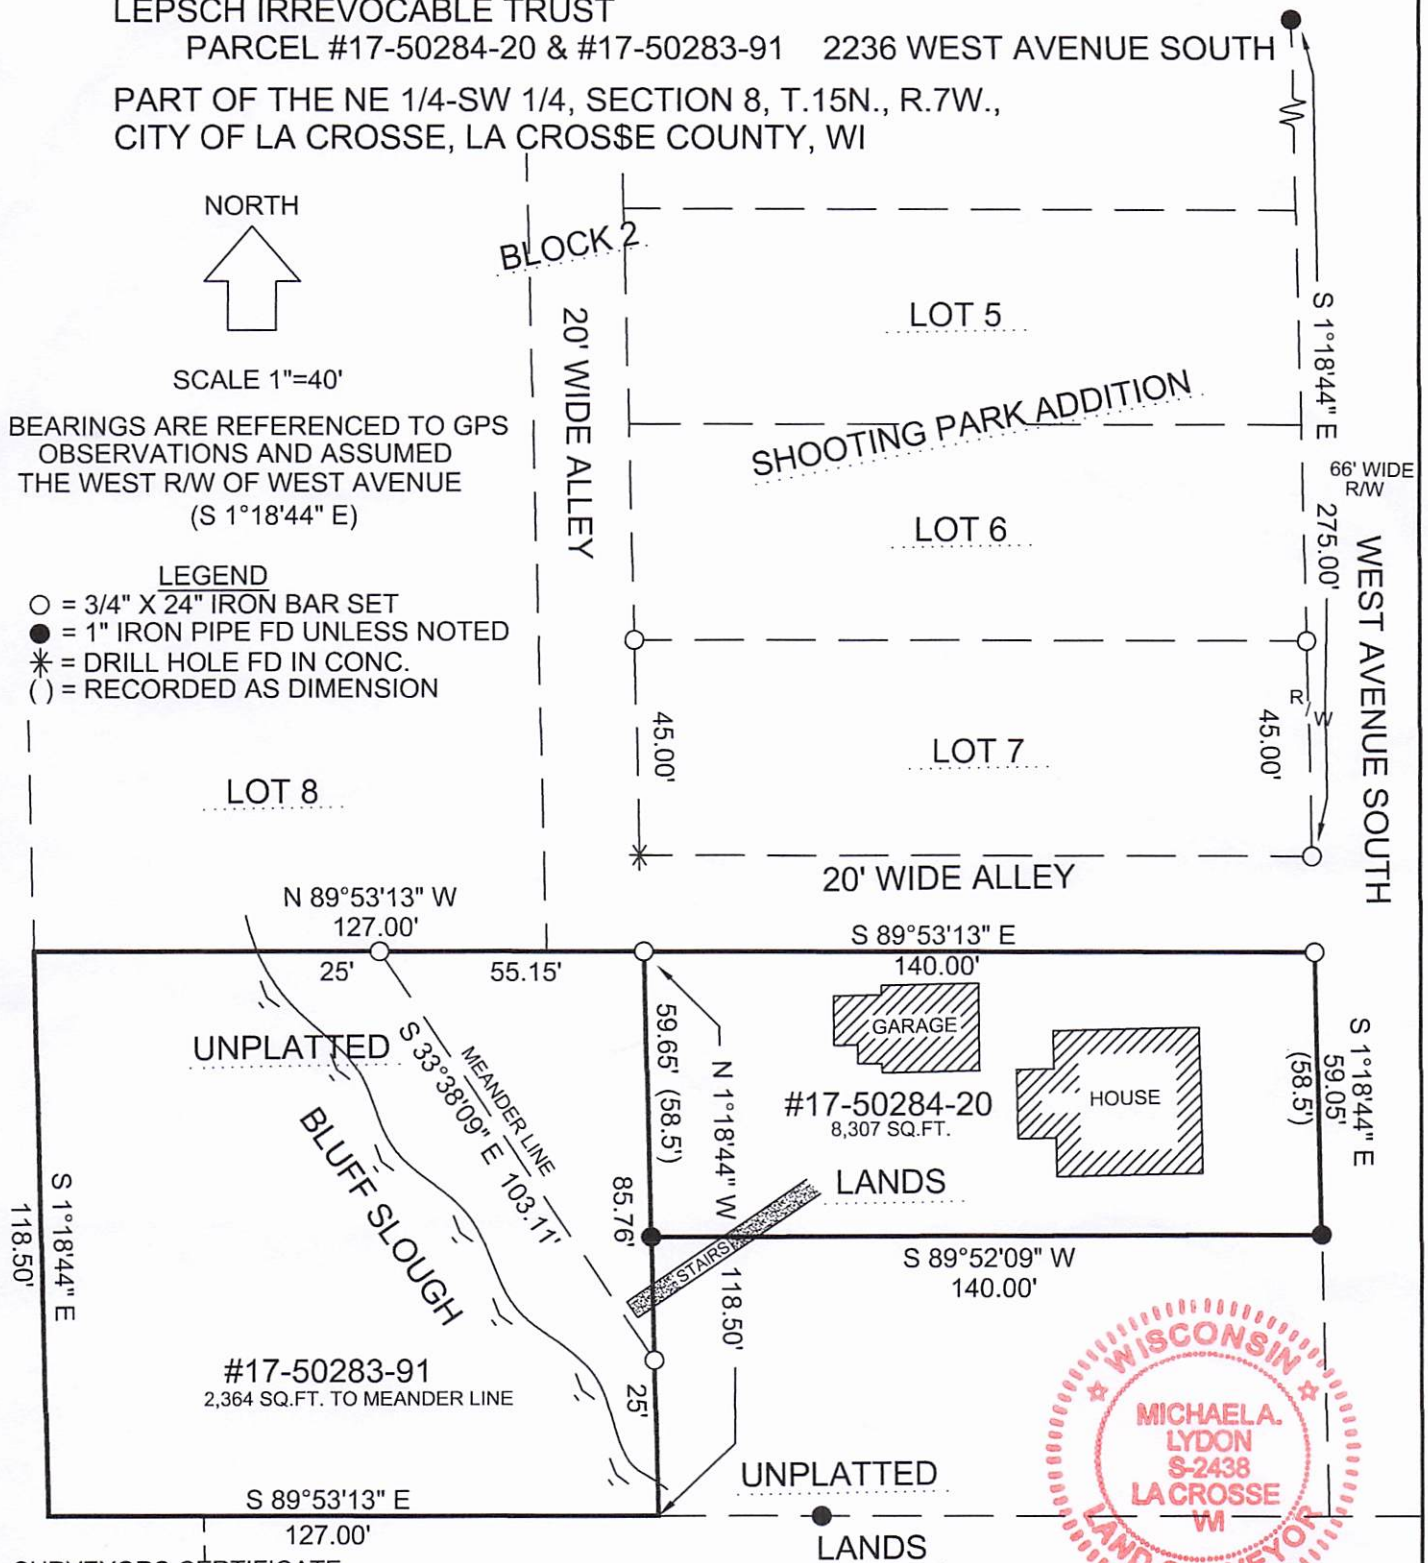 LEPSCH IRREVOCABLE TRUST
PARCEL #17-50284-20 & #17-50283-91 2236 WEST AVENUE SOUTH
PART OF THE NE 1/4-SW 1/4, SECTION 8, T.15N., R.7W.,
CITY OF LA CROSSE, LA CROSSE COUNTY, WI
NORTH
SCALE 1"=40'
BEARINGS ARE REFERENCED TO GPS
OBSERVATIONS AND ASSUMED
THE WEST R/W OF WEST AVENUE
(S 1°18'44" E)
LEGEND
= 3/4" X 24" IRON BAR SET
= 1" IRON PIPE FD UNLESS NOTED
= DRILL HOLE FD IN CONC.
( ) = RECORDED AS DIMENSION
BLOCK 2
20' WIDE ALLEY
LOT 5
SHOOTING PARK ADDITION
LOT 6
S 1°18'44" E
275.00'
66' WIDE
R/W
WEST AVENUE SOUTH
R/W
45.00'
LOT 7
45.00'
LOT 8
20' WIDE ALLEY
N 89°53'13" W
127.00'
25'
55.15'
S 89°53'13" E
140.00'
UNPLATTED
MEANDER LINE
S 33°38'09" E 103.11'
59.65' (58.5')
N 1°18'44" W 118.50'
GARAGE
HOUSE
#17-50284-20
8,307 SQ.FT.
LANDS
S 1°18'44" E
59.05'
(58.5')
BLUFF SLOUGH
85.76'
STAIRS
S 89°52'09" W
140.00'
S 1°18'44" E
118.50'
#17-50283-91
2,364 SQ.FT. TO MEANDER LINE
25'
UNPLATTED
LANDS
S 89°53'13" E
127.00'
WISCONSIN
MICHAEL A.
LYDON
S-2438
LA CROSSE
WI
LAND SURVEYOR
SURVEYORS CERTIFICATE